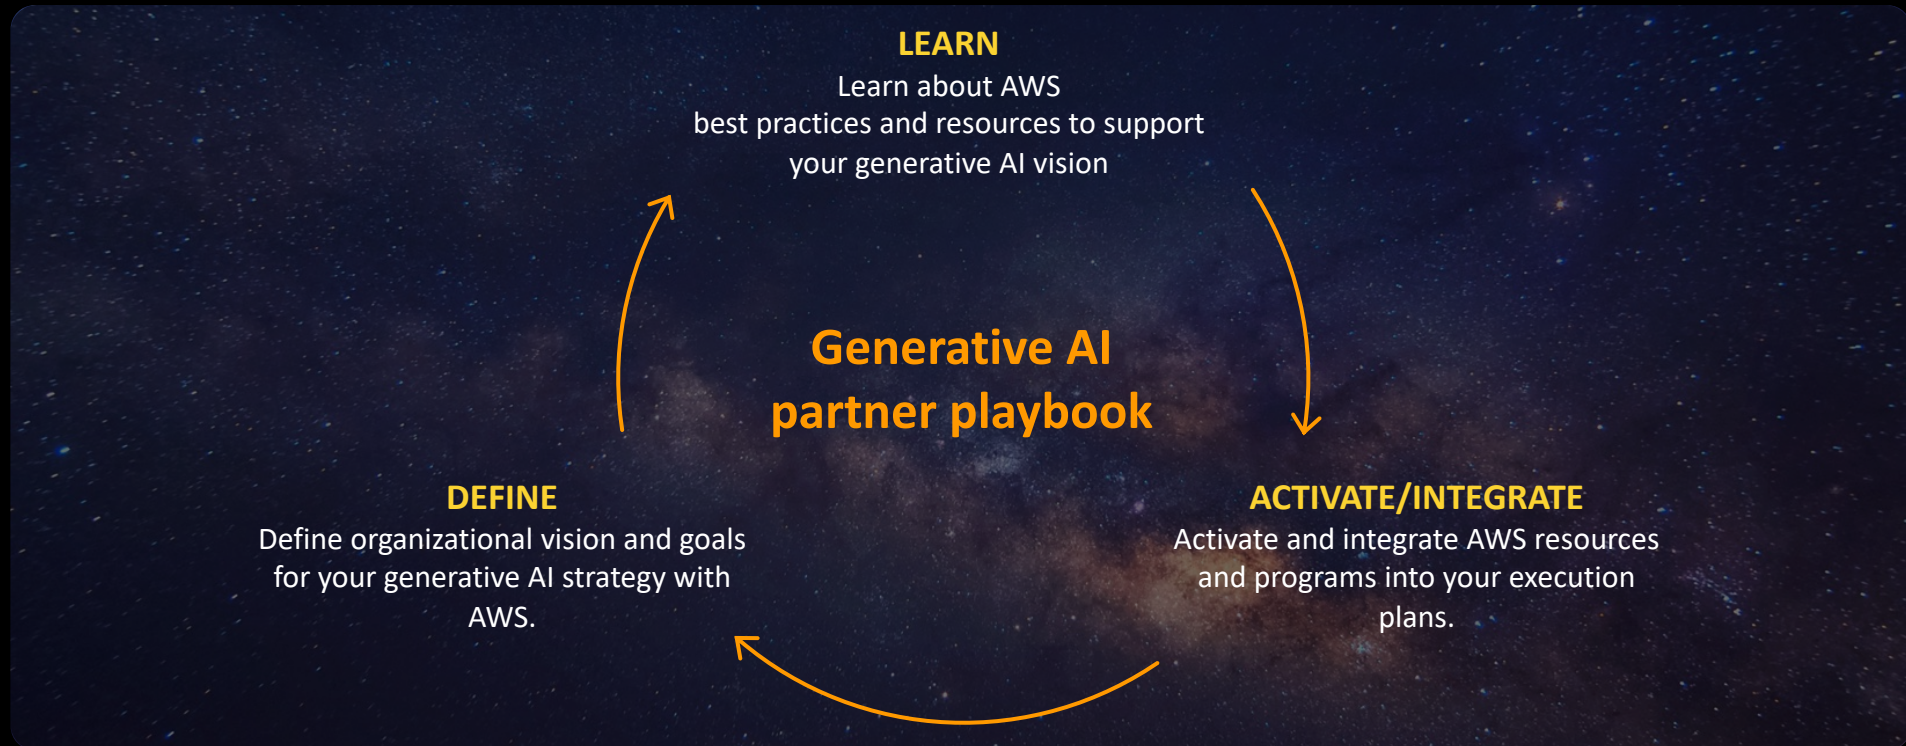 LEARN
Learn about AWS
best practices and resources to support
your generative AI vision
Generative AI
partner playbook
DEFINE
Define organizational vision and goals
for your generative AI strategy with
AWS.
ACTIVATE/INTEGRATE
Activate and integrate AWS resources
and programs into your execution
plans.